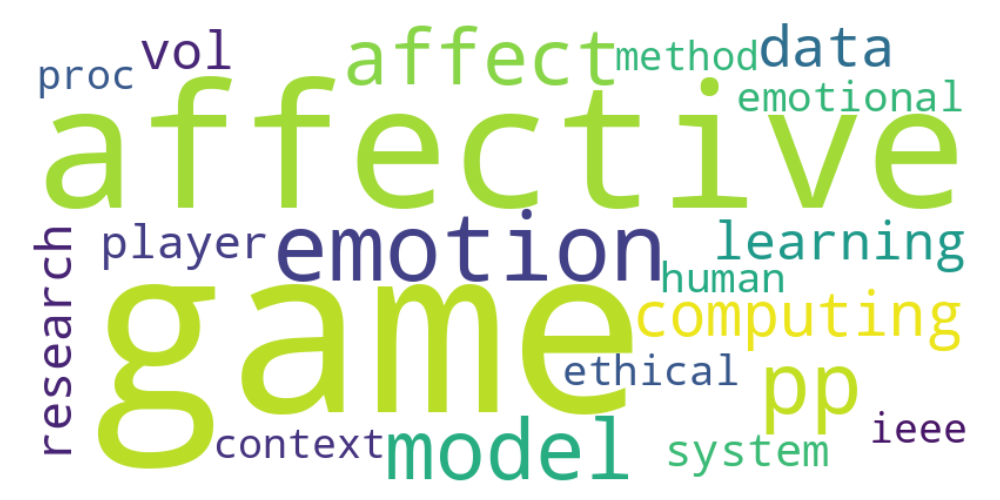 proc vol affect method data
emotional
affective
research player emotion learning
human
game computing
ethical pp
context model system ieee